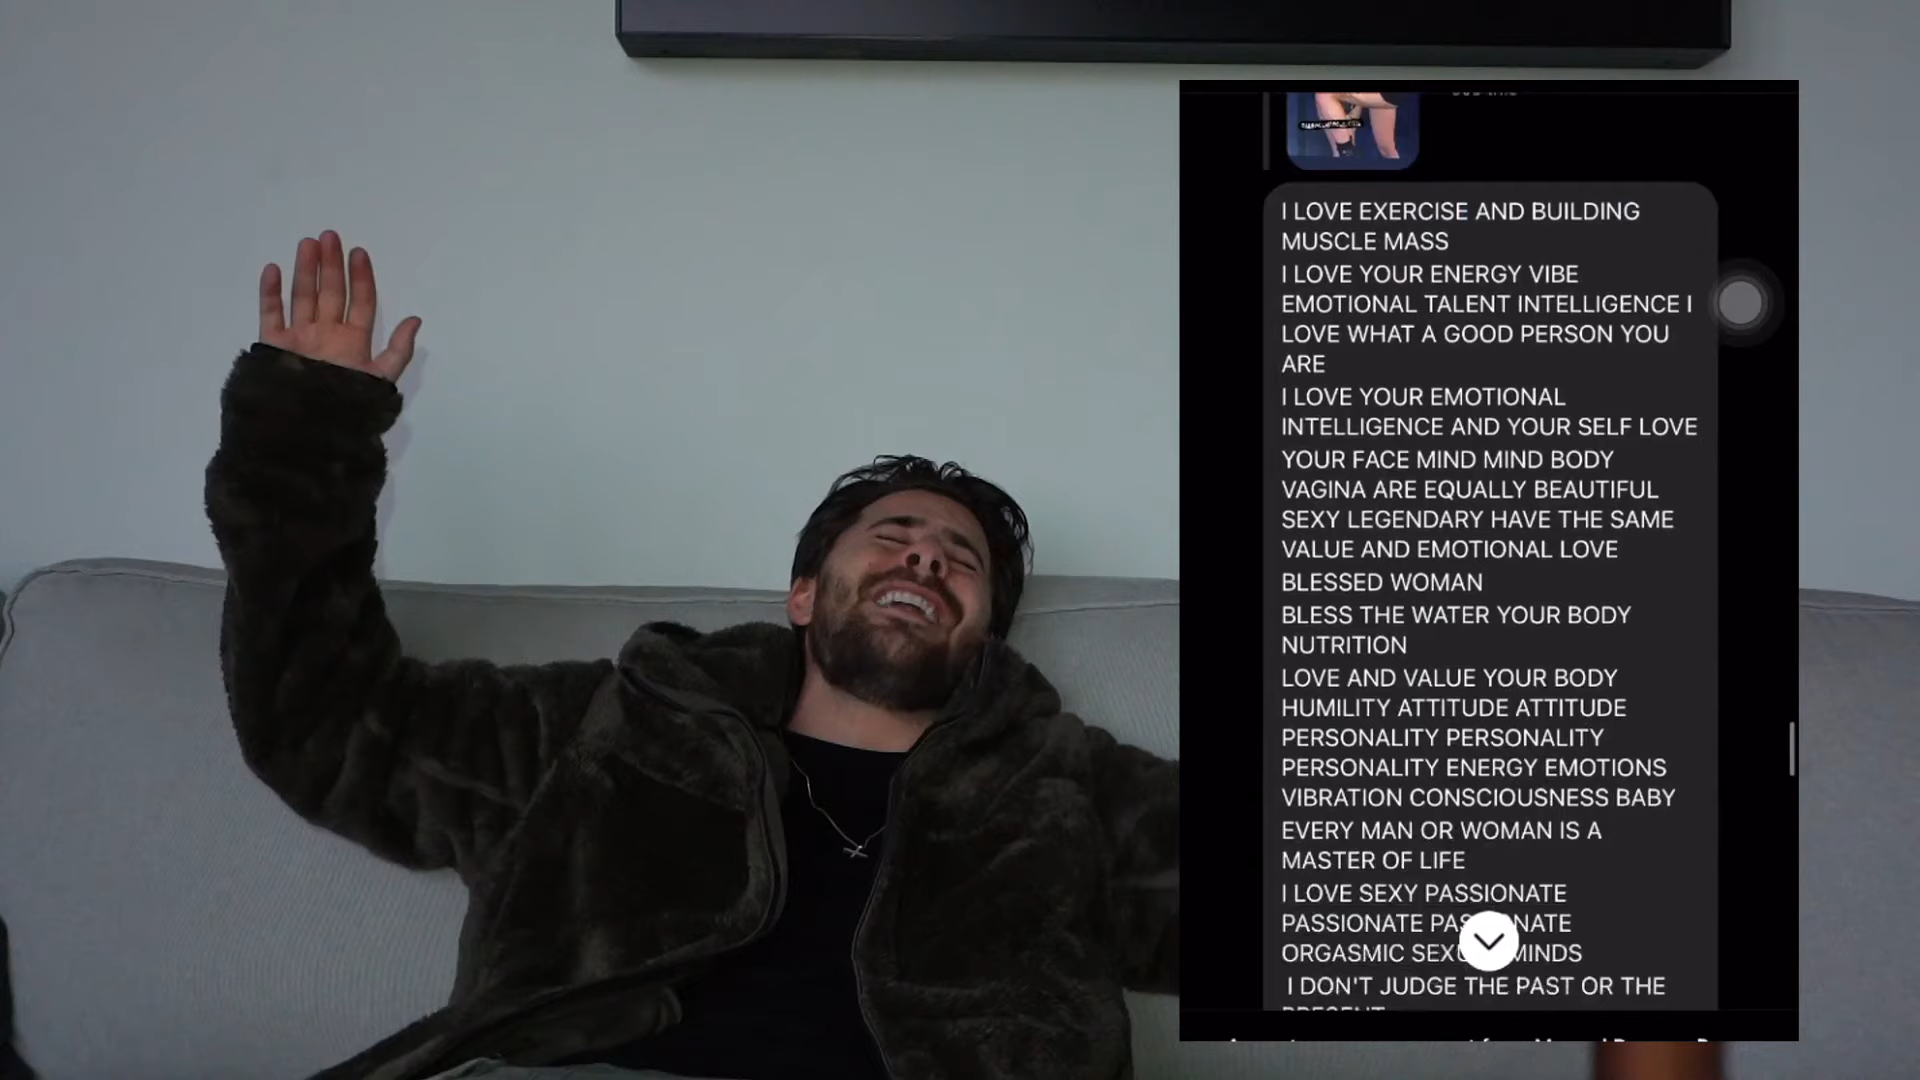 I LOVE EXERCISE AND BUILDING
MUSCLE MASS
I LOVE YOUR ENERGY VIBE
EMOTIONAL TALENT INTELLIGENCE I
LOVE WHAT A GOOD PERSON YOU
ARE
I LOVE YOUR EMOTIONAL
INTELLIGENCE AND YOUR SELF LOVE
YOUR FACE MIND MIND BODY
VAGINA ARE EQUALLY BEAUTIFUL
SEXY LEGENDARY HAVE THE SAME
VALUE AND EMOTIONAL LOVE
BLESSED WOMAN
BLESS THE WATER YOUR BODY
NUTRITION
LOVE AND VALUE YOUR BODY
HUMILITY ATTITUDE ATTITUDE
PERSONALITY PERSONALITY
PERSONALITY ENERGY EMOTIONS
VIBRATION CONSCIOUSNESS BABY
EVERY MAN OR WOMAN IS A
MASTER OF LIFE
I LOVE SEXY PASSIONATE
PASSIONATE
ORGASMIC MINDS
I DON'T JUDGE THE PAST OR THE